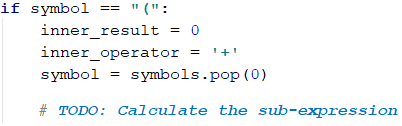 if symbol == "(":
    inner_result = 0
    inner_operator = '+'
    symbol = symbols.pop(0)
    # TODO: Calculate the sub-expression